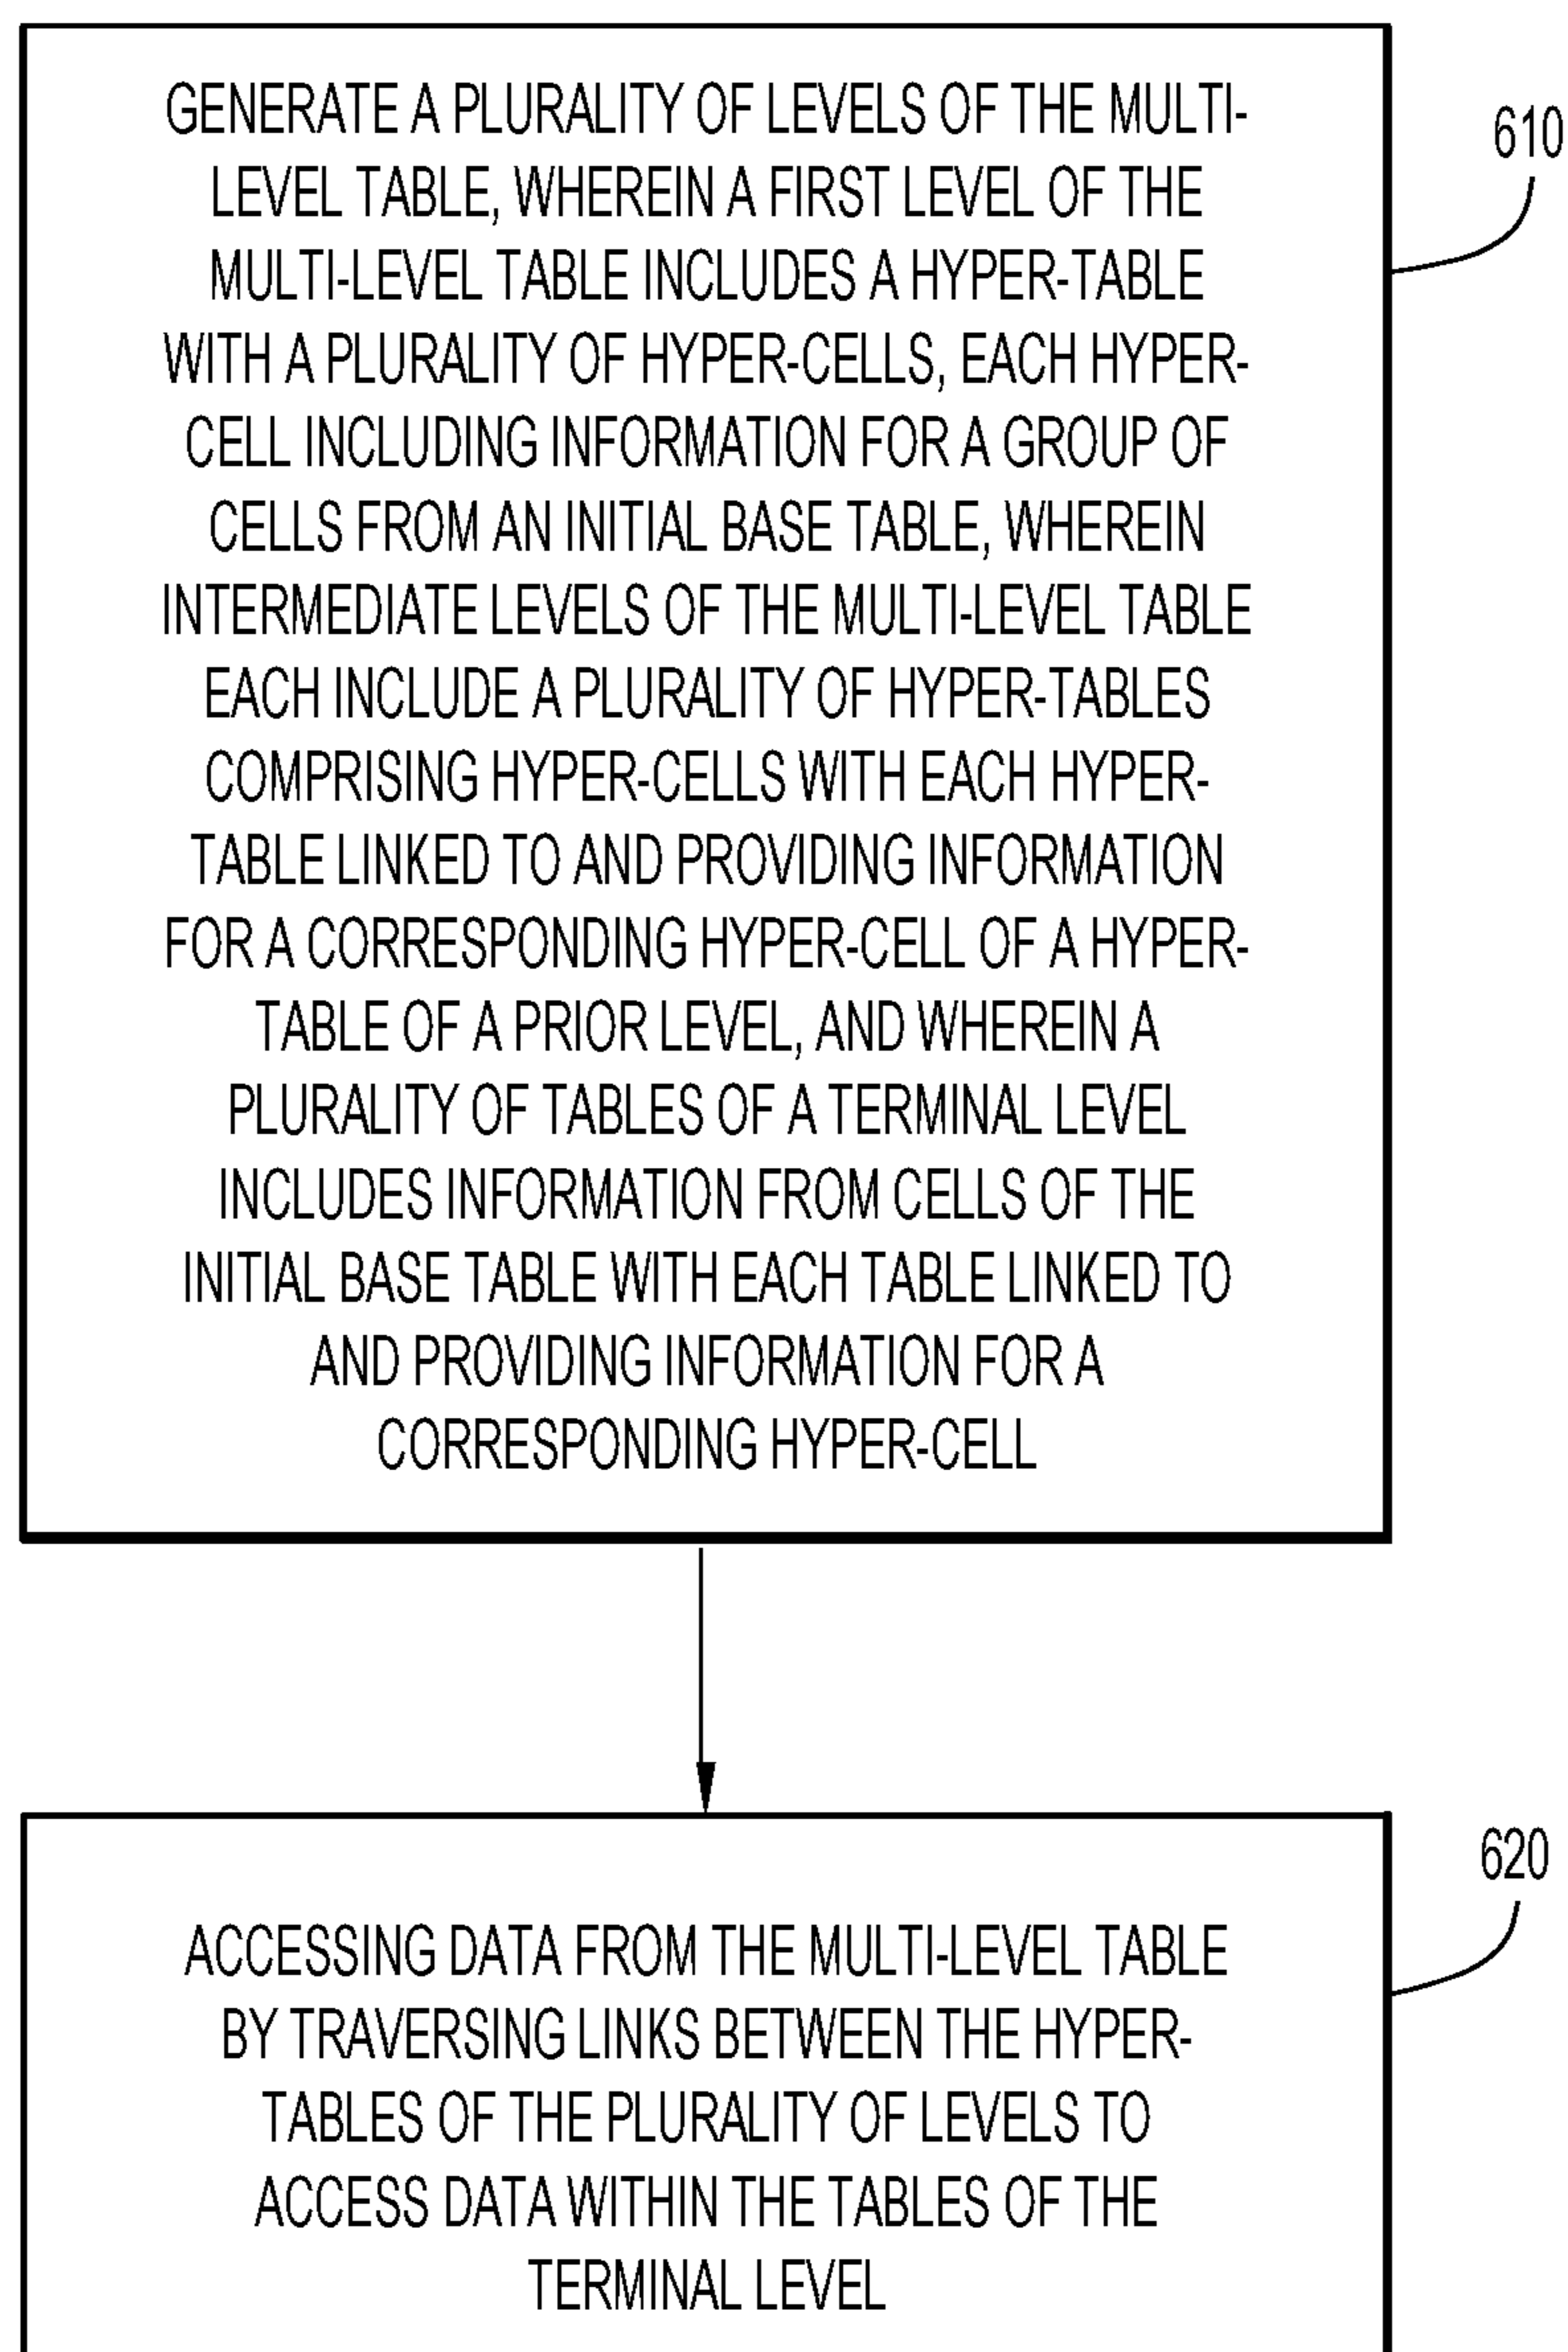 GENERATE A PLURALITY OF LEVELS OF THE MULTI-
LEVEL TABLE, WHEREIN A FIRST LEVEL OF THE
MULTI-LEVEL TABLE INCLUDES A HYPER-TABLE
WITH A PLURALITY OF HYPER-CELLS, EACH HYPER-
CELL INCLUDING INFORMATION FOR A GROUP OF
CELLS FROM AN INITIAL BASE TABLE, WHEREIN
INTERMEDIATE LEVELS OF THE MULTI-LEVEL TABLE
EACH INCLUDE A PLURALITY OF HYPER-TABLES
COMPRISING HYPER-CELLS WITH EACH HYPER-
TABLE LINKED TO AND PROVIDING INFORMATION
FOR A CORRESPONDING HYPER-CELL OF A HYPER-
TABLE OF A PRIOR LEVEL, AND WHEREIN A
PLURALITY OF TABLES OF A TERMINAL LEVEL
INCLUDES INFORMATION FROM CELLS OF THE
INITIAL BASE TABLE WITH EACH TABLE LINKED TO
AND PROVIDING INFORMATION FOR A
CORRESPONDING HYPER-CELL
610
ACCESSING DATA FROM THE MULTI-LEVEL TABLE
BY TRAVERSING LINKS BETWEEN THE HYPER-
TABLES OF THE PLURALITY OF LEVELS TO
ACCESS DATA WITHIN THE TABLES OF THE
TERMINAL LEVEL
620